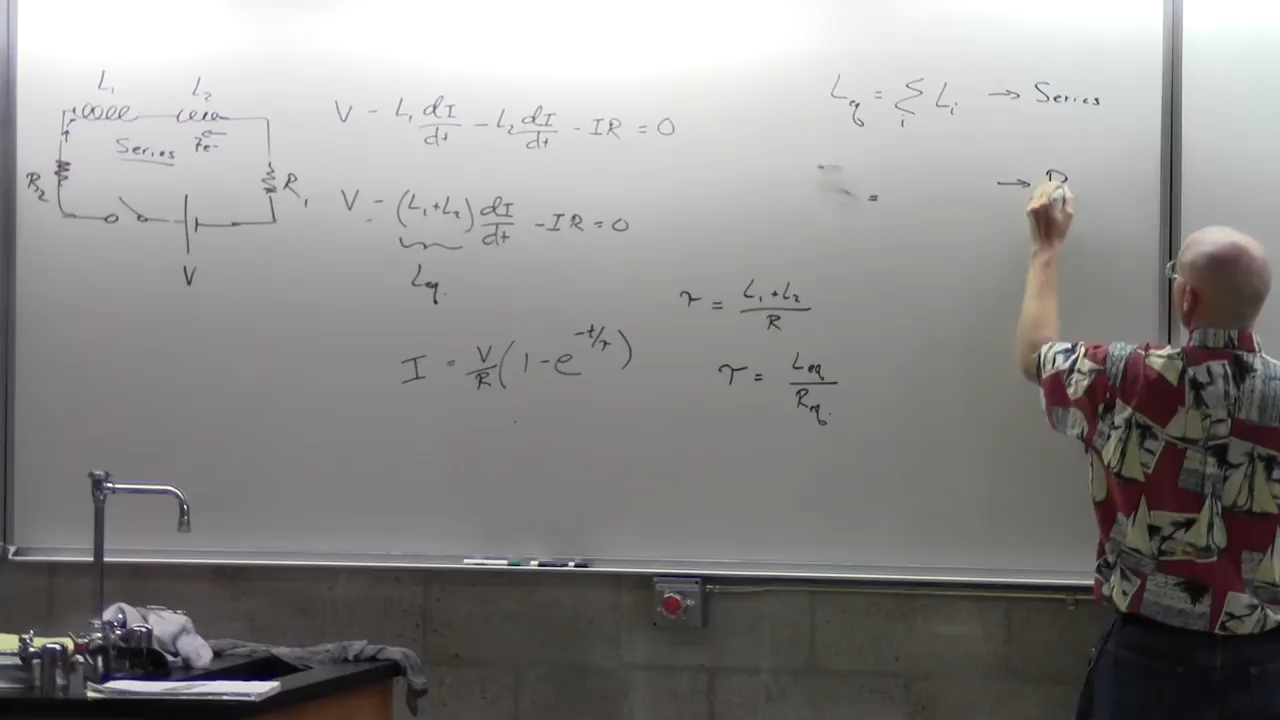 L₁ L₂
Series
R₂ R₁
V
V - L₁ dI/dt - L₂ dI/dt - IR = 0
V - (L₁+L₂) dI/dt - IR = 0
Leq.
I = V/R (1 - e^(-t/τ))
τ = (L₁+L₂)/R
τ = Leq/Req.
Leq = Σᵢ Lᵢ → Series
= →